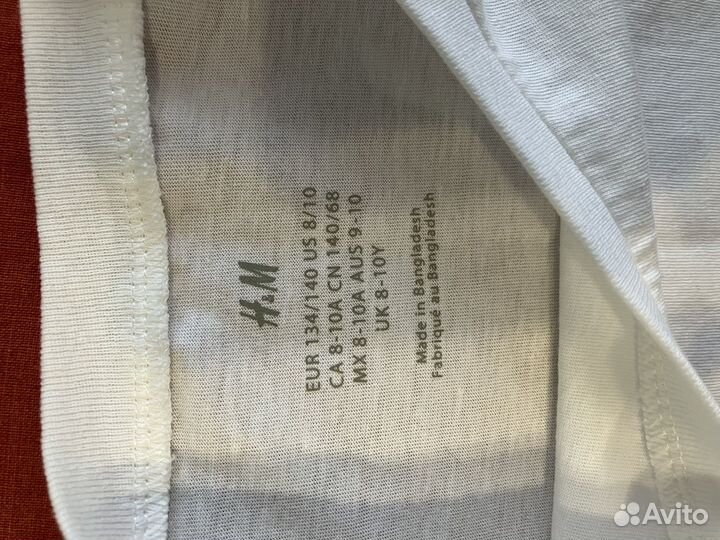 H&M
EUR 134/140 US 8/10
CA 8-10A CN 140/68
MX 8-10A AUS 9-10
UK 8-10Y
Made in Bangladesh
Fabriqué au Bangladesh
Avito